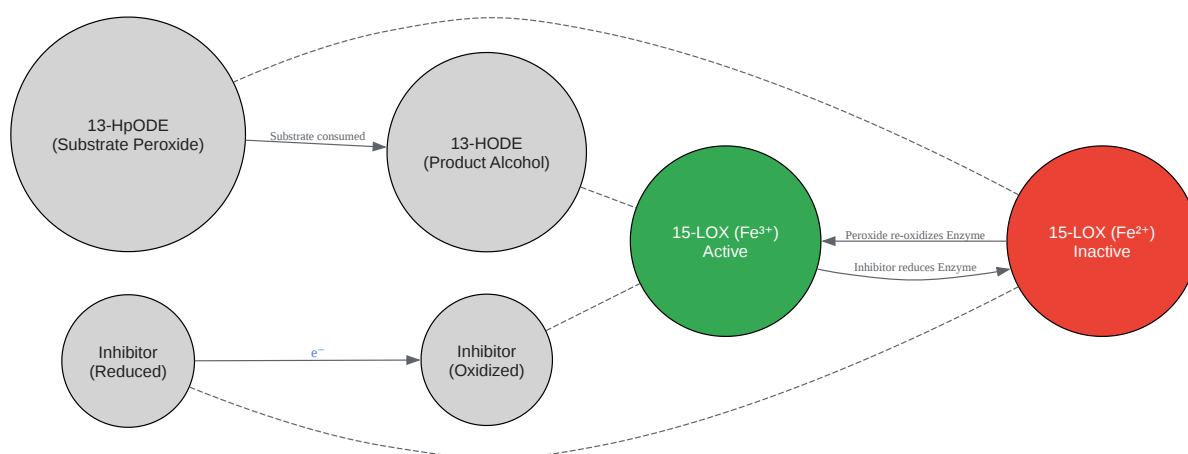 13-HpODE
(Substrate Peroxide)
Substrate consumed
13-HODE
(Product Alcohol)
15-LOX (Fe³⁺)
Active
Peroxide re-oxidizes Enzyme
Inhibitor reduces Enzyme
15-LOX (Fe²⁺)
Inactive
Inhibitor
(Reduced)
e⁻
Inhibitor
(Oxidized)